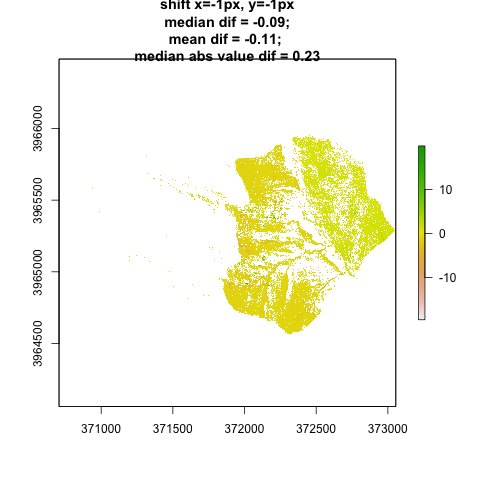 shift x=-1px, y=-1px
median dif = -0.09;
mean dif = -0.11;
median abs value dif = 0.23
3966000
3965500
3965000
3964500
10
0
-10
371000 371500 372000 372500 373000